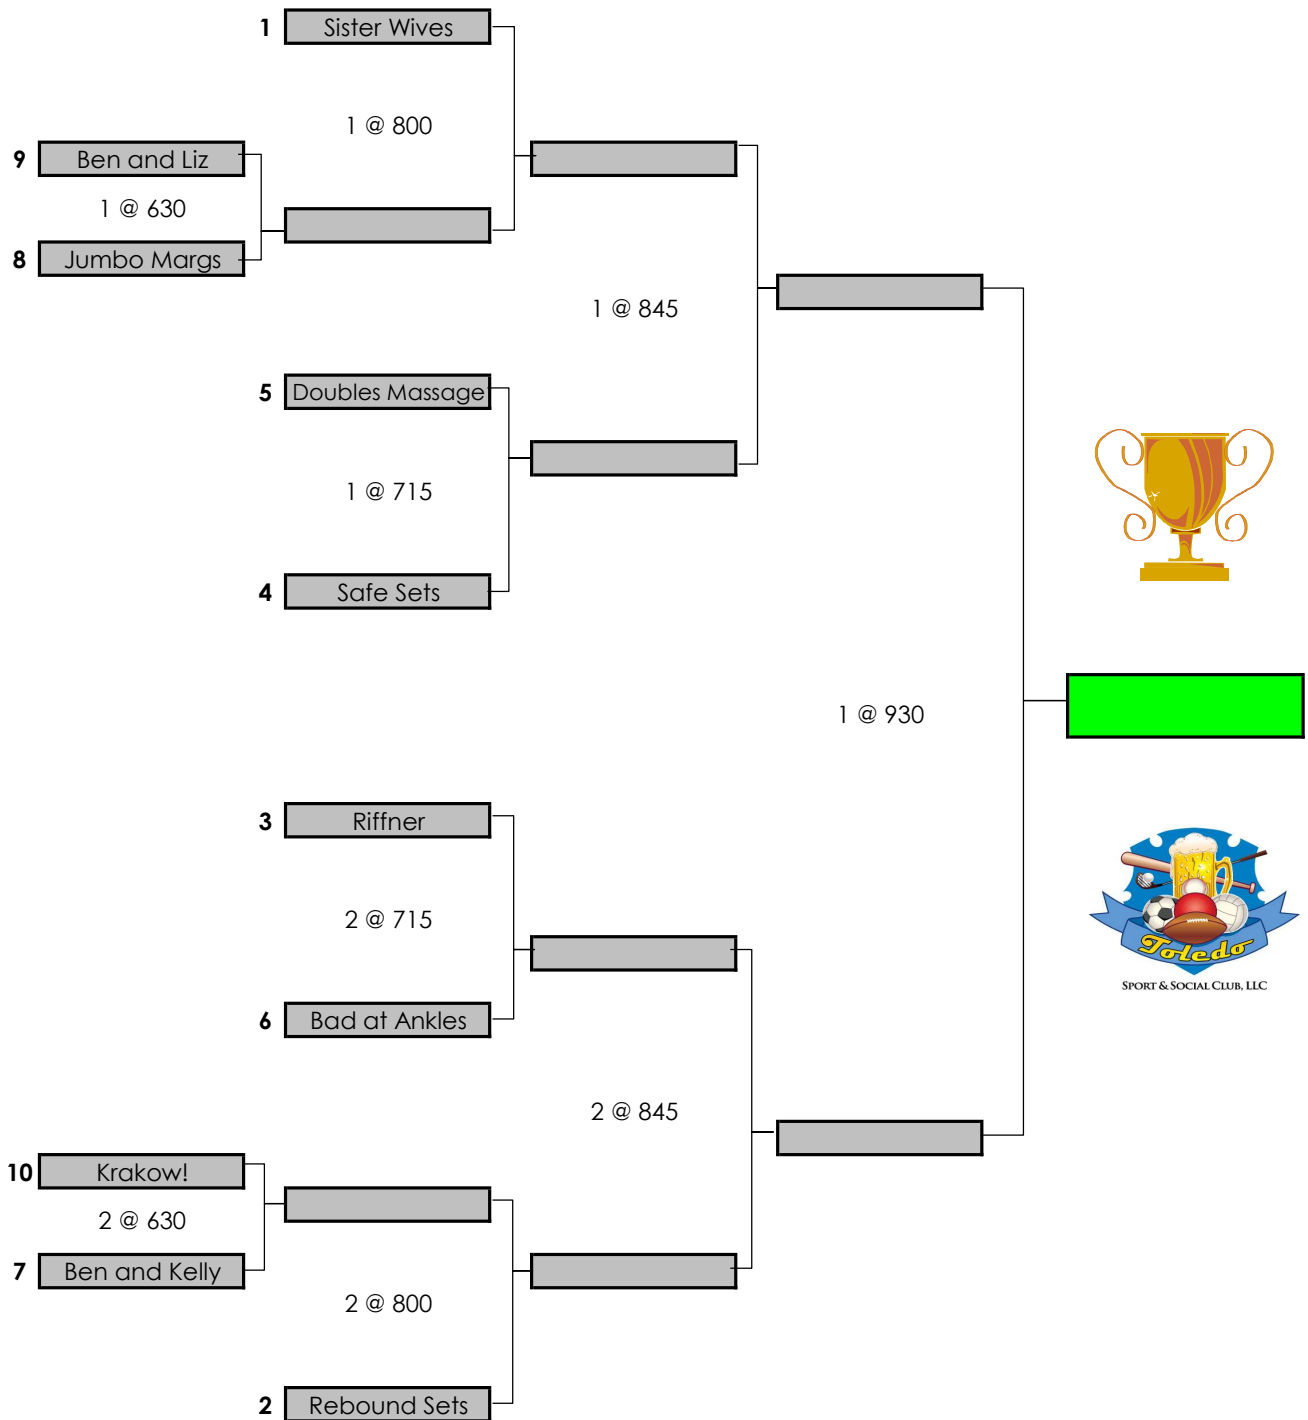 1 Sister Wives
1 @ 800
9 Ben and Liz
1 @ 630
8 Jumbo Margs
1 @ 845
5 Doubles Massage
1 @ 715
4 Safe Sets
1 @ 930
3 Riffner
2 @ 715
6 Bad at Ankles
2 @ 845
10 Krakow!
2 @ 630
7 Ben and Kelly
2 @ 800
2 Rebound Sets
Toledo
SPORT & SOCIAL CLUB, LLC